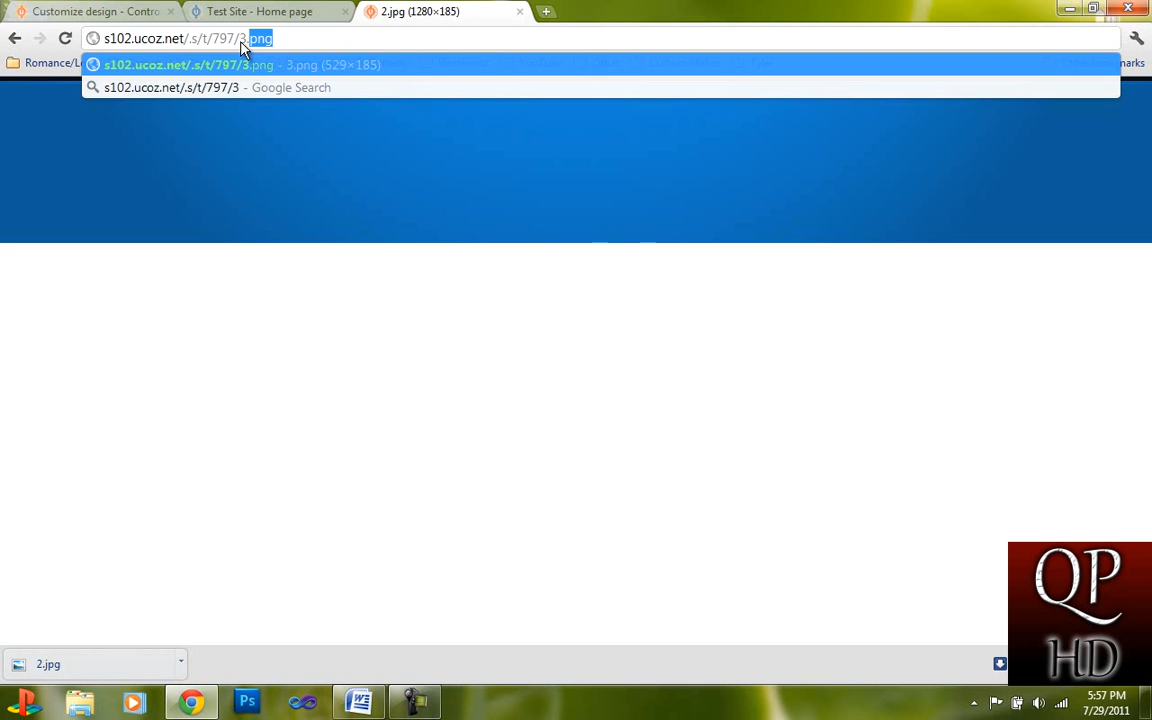 Customize design - Contro
Test Site - Home page
2.jpg (1280×185)
s102.ucoz.net/.s/t/797/3.png
s102.ucoz.net/.s/t/797/3.png - 3.png (529×185)
s102.ucoz.net/.s/t/797/3 - Google Search
QP
HD
2.jpg
Ps
5:57 PM
7/29/2011